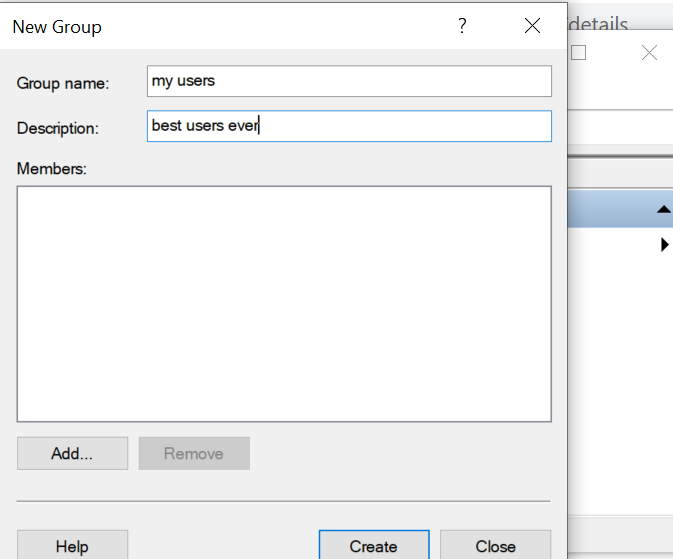 New Group ?
details
Group name: my users
Description: best users ever
Members:
Add... Remove
Help Create Close